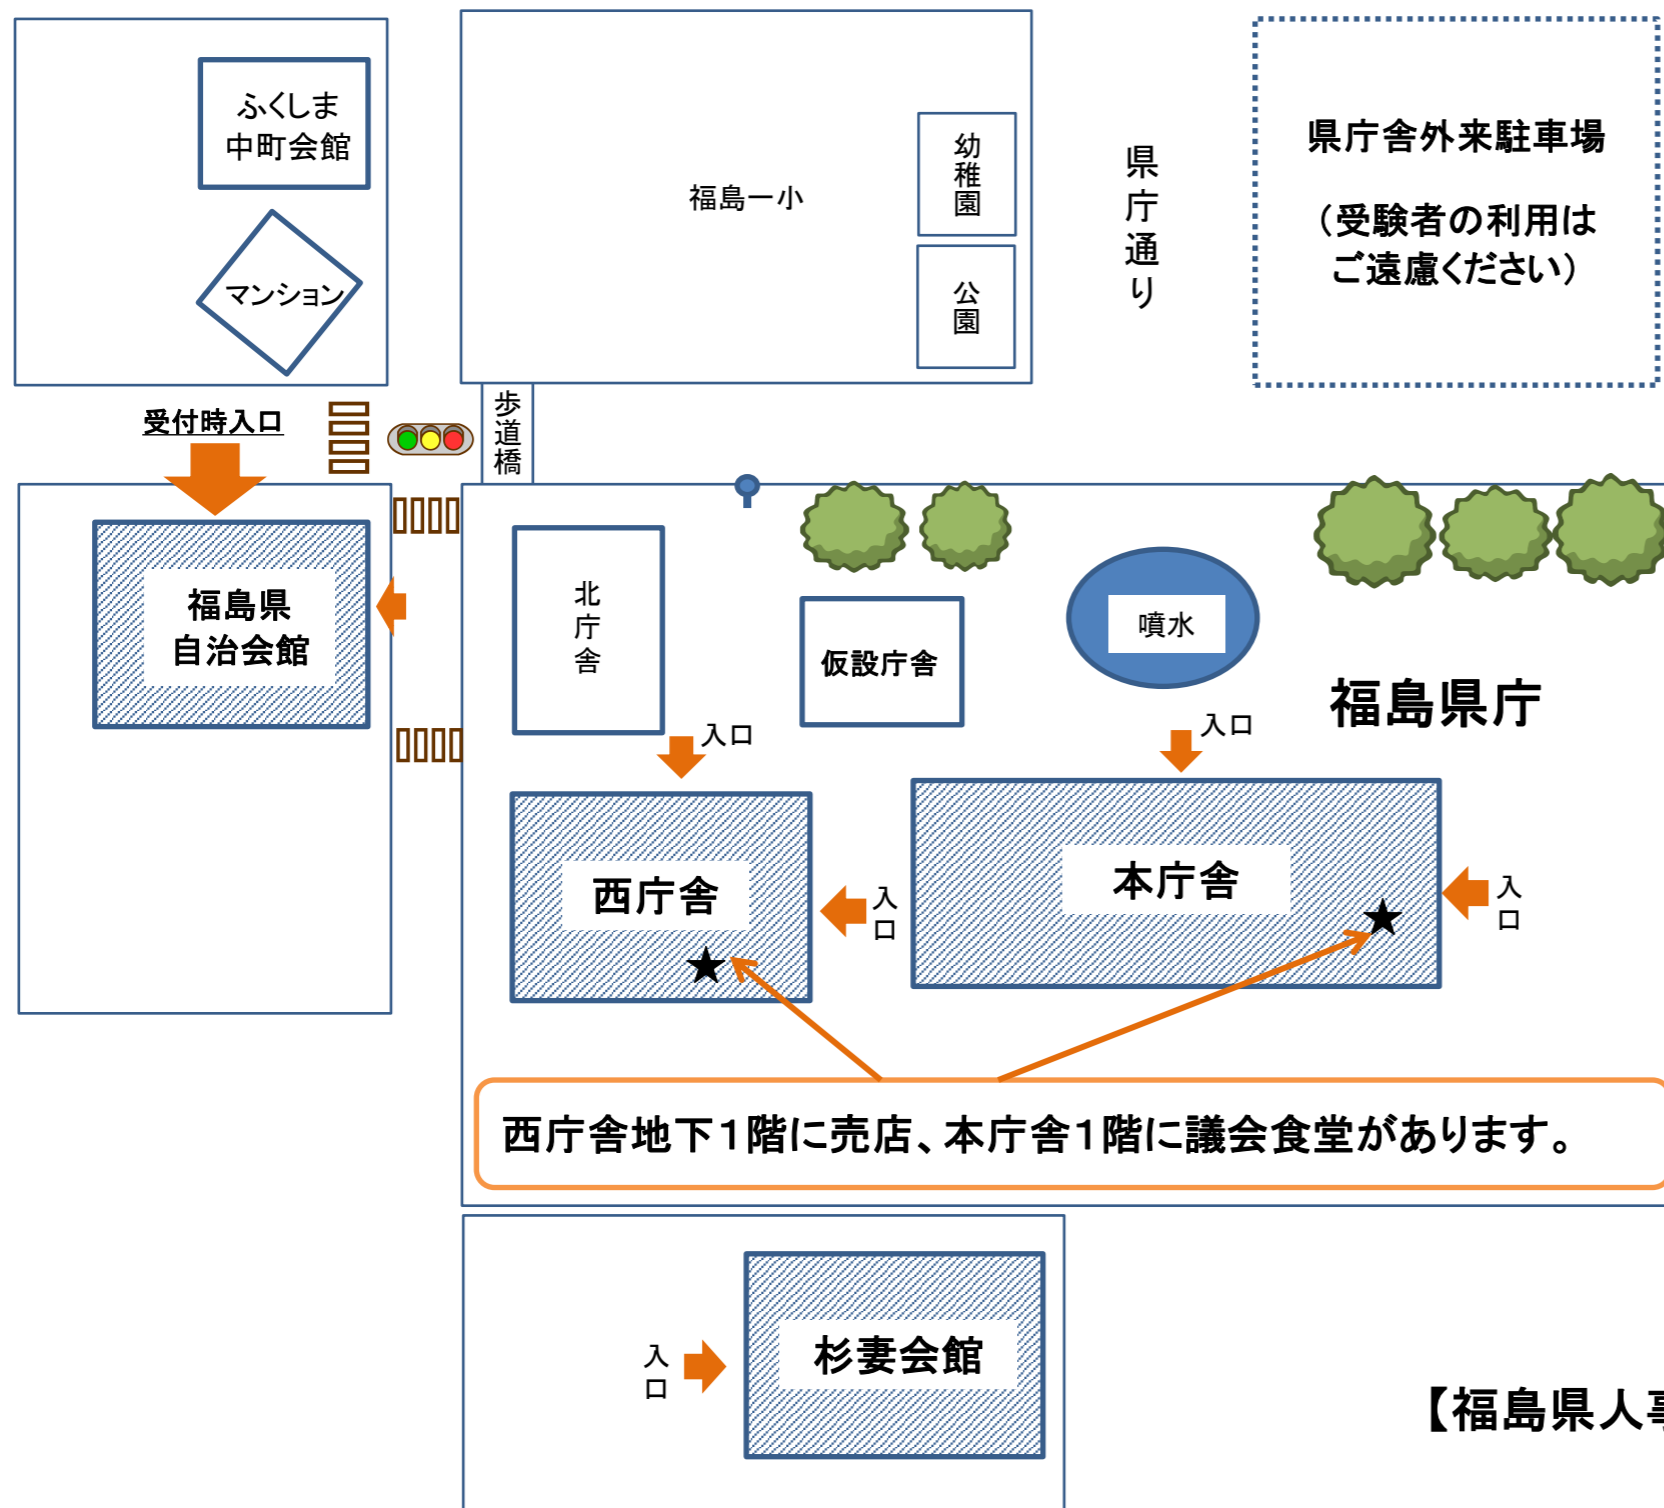 ふくしま
中町会館
マンション
福島一小
幼稚園
公園
県庁通り
県庁舎外来駐車場
（受験者の利用は
ご遠慮ください）
受付時入口
歩道橋
福島県
自治会館
北庁舎
仮設庁舎
噴水
福島県庁
入口
入口
西庁舎
入口
本庁舎
入口
★
★
西庁舎地下１階に売店、本庁舎１階に議会食堂があります。
入口
杉妻会館
【福島県人